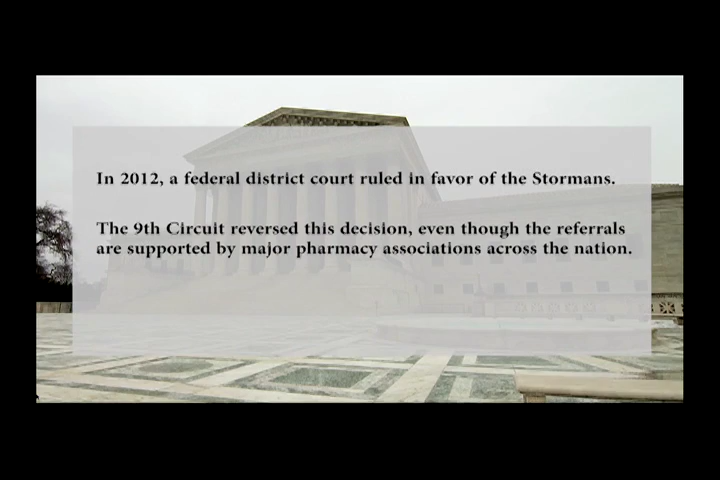 In 2012, a federal district court ruled in favor of the Stormans.
The 9th Circuit reversed this decision, even though the referrals
are supported by major pharmacy associations across the nation.